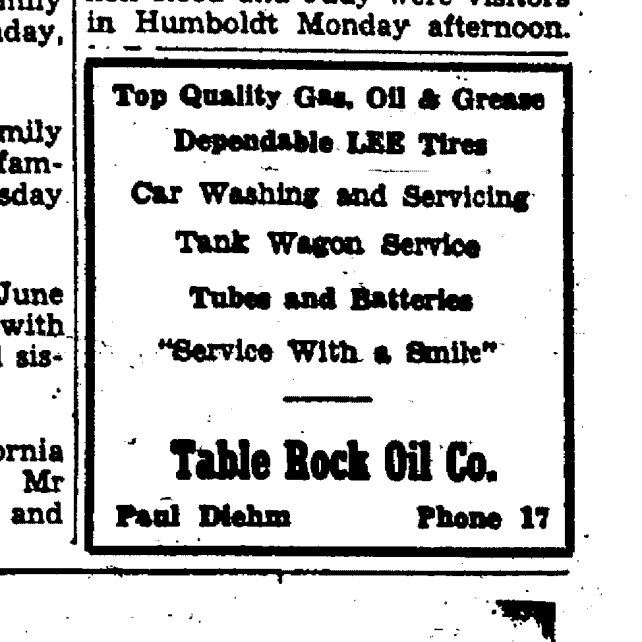 nday,
mily
fam-
sday
June
with
sis-
ornia
Mr
and
were visitors
in Humboldt Monday afternoon.
Top Quality Gas, Oil & Grease
Dependable LEE Tires
Car Washing and Servicing
Tank Wagon Service
Tubes and Batteries
"Service With a Smile"
Table Rock Oil Co.
Paul Diehm Phone 17